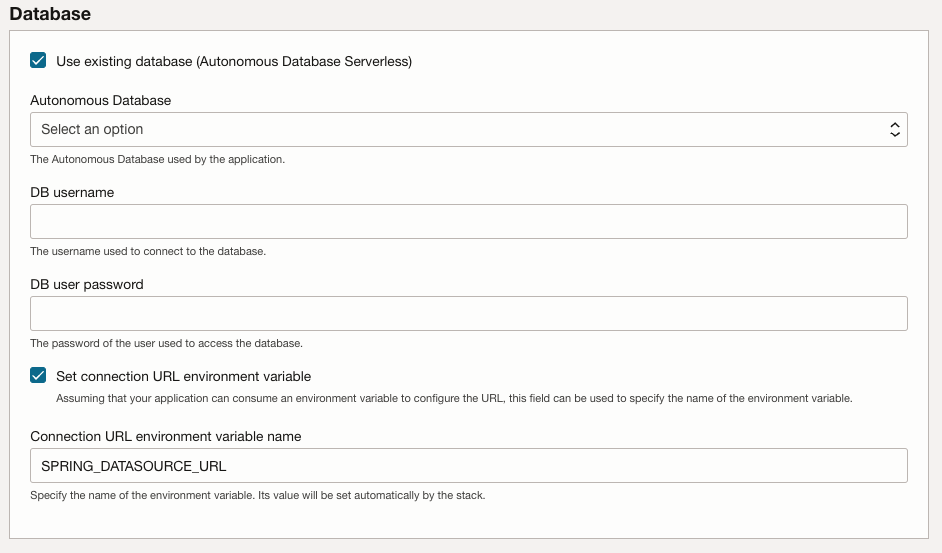 Database
Use existing database (Autonomous Database Serverless)
Autonomous Database
Select an option
The Autonomous Database used by the application.
DB username
The username used to connect to the database.
DB user password
The password of the user used to access the database.
Set connection URL environment variable
Assuming that your application can consume an environment variable to configure the URL, this field can be used to specify the name of the environment variable.
Connection URL environment variable name
SPRING_DATASOURCE_URL
Specify the name of the environment variable. Its value will be set automatically by the stack.